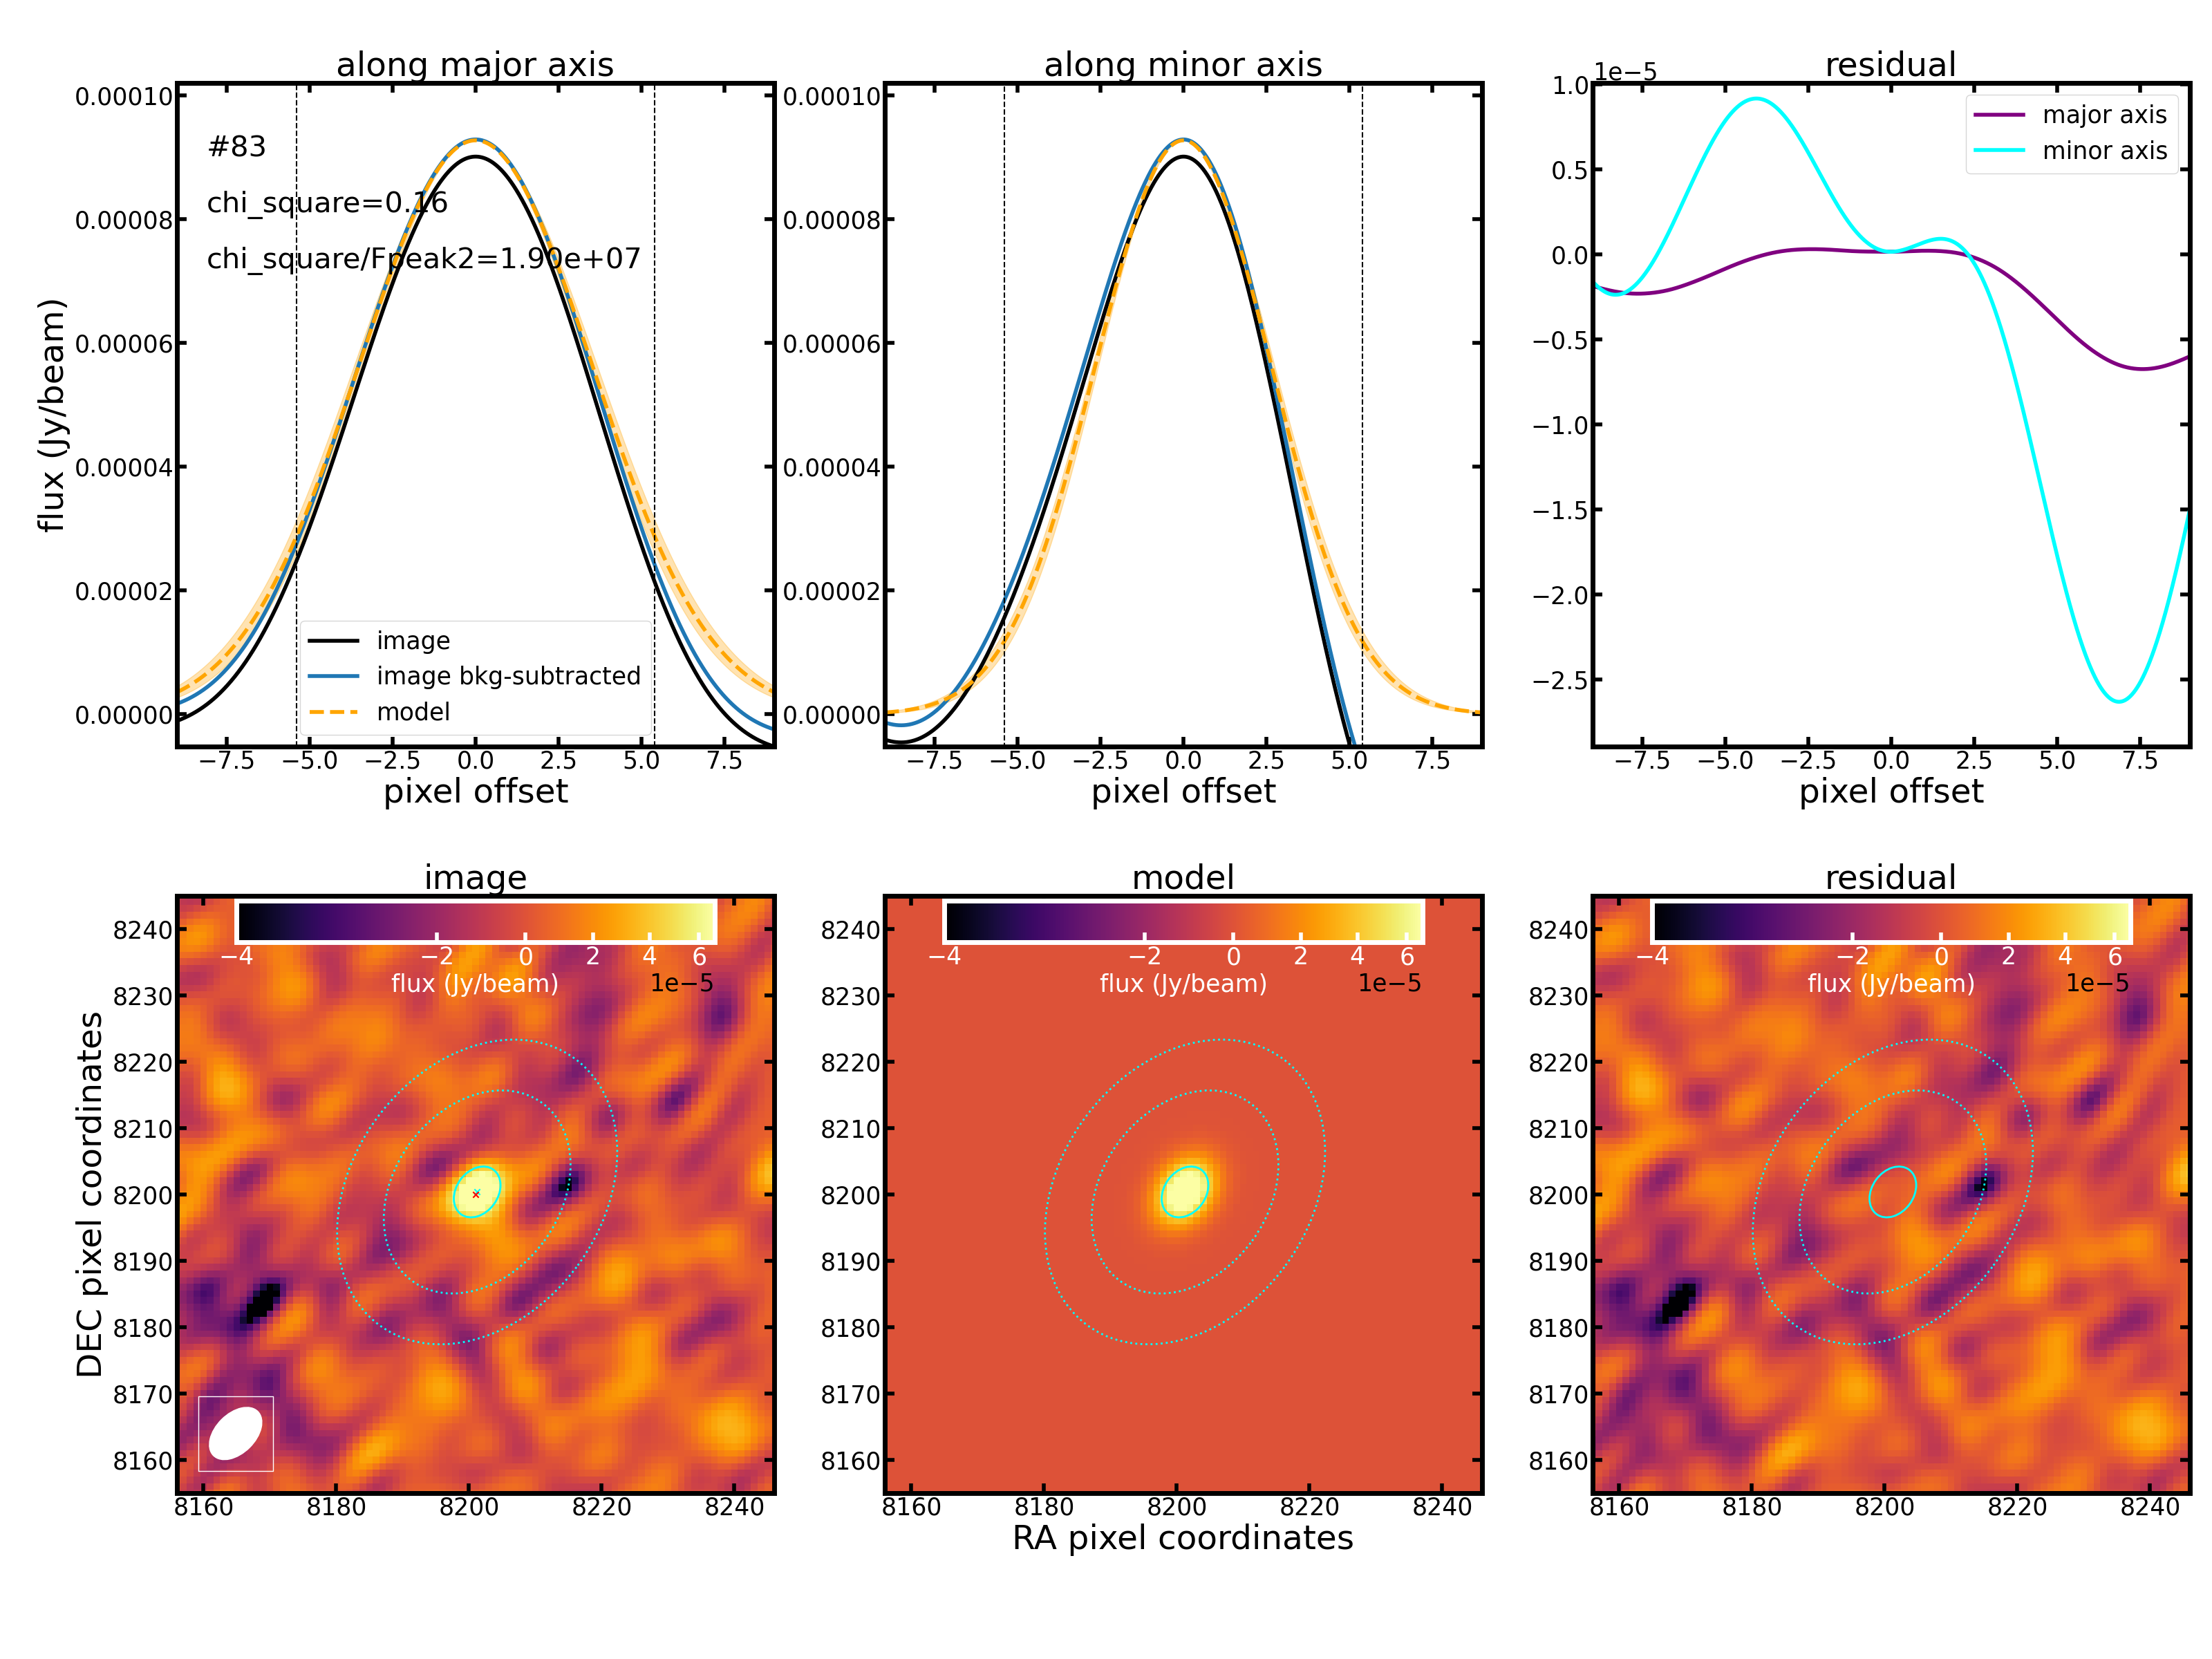 along major axis
along minor axis
residual
1e−5
#83
chi_square=0.16
chi_square/Fpeak2=1.90e+07
image
image bkg-subtracted
model
major axis
minor axis
flux (Jy/beam)
0.00010
0.00008
0.00006
0.00004
0.00002
0.00000
−7.5 −5.0 −2.5 0.0 2.5 5.0 7.5
pixel offset
0.00010
0.00008
0.00006
0.00004
0.00002
0.00000
−7.5 −5.0 −2.5 0.0 2.5 5.0 7.5
pixel offset
1.0
0.5
0.0
−0.5
−1.0
−1.5
−2.0
−2.5
−7.5 −5.0 −2.5 0.0 2.5 5.0 7.5
pixel offset
image
model
residual
−4 −2 0 2 4 6
flux (Jy/beam) 1e−5
−4 −2 0 2 4 6
flux (Jy/beam) 1e−5
−4 −2 0 2 4 6
flux (Jy/beam) 1e−5
DEC pixel coordinates
8240
8230
8220
8210
8200
8190
8180
8170
8160
8160 8180 8200 8220 8240
8240
8230
8220
8210
8200
8190
8180
8170
8160
8160 8180 8200 8220 8240
8240
8230
8220
8210
8200
8190
8180
8170
8160
8160 8180 8200 8220 8240
RA pixel coordinates